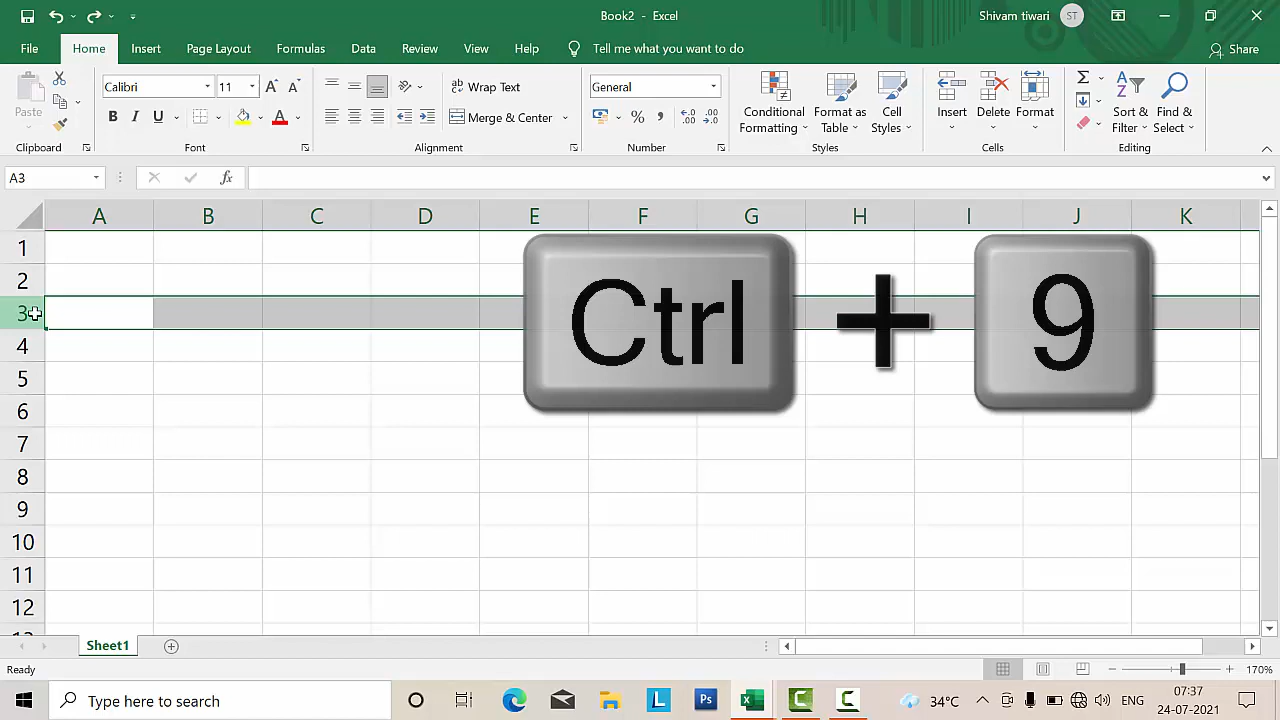 Book2 - Excel
Shivam tiwari
ST
File Home Insert Page Layout Formulas Data Review View Help Tell me what you want to do Share
Paste
Calibri 11
B I U
Wrap Text
Merge & Center
General
%
Conditional Formatting
Format as Table
Cell Styles
Insert Delete Format
Sort & Filter
Find & Select
Clipboard Font Alignment Number Styles Cells Editing
A3 fx
A B C D E F G H I J K
1
2
3
4
5
6
7
8
9
10
11
12
Ctrl + 9
Sheet1
Ready 170%
Type here to search
L Ps
34°C ENG
07:37
24-07-2021